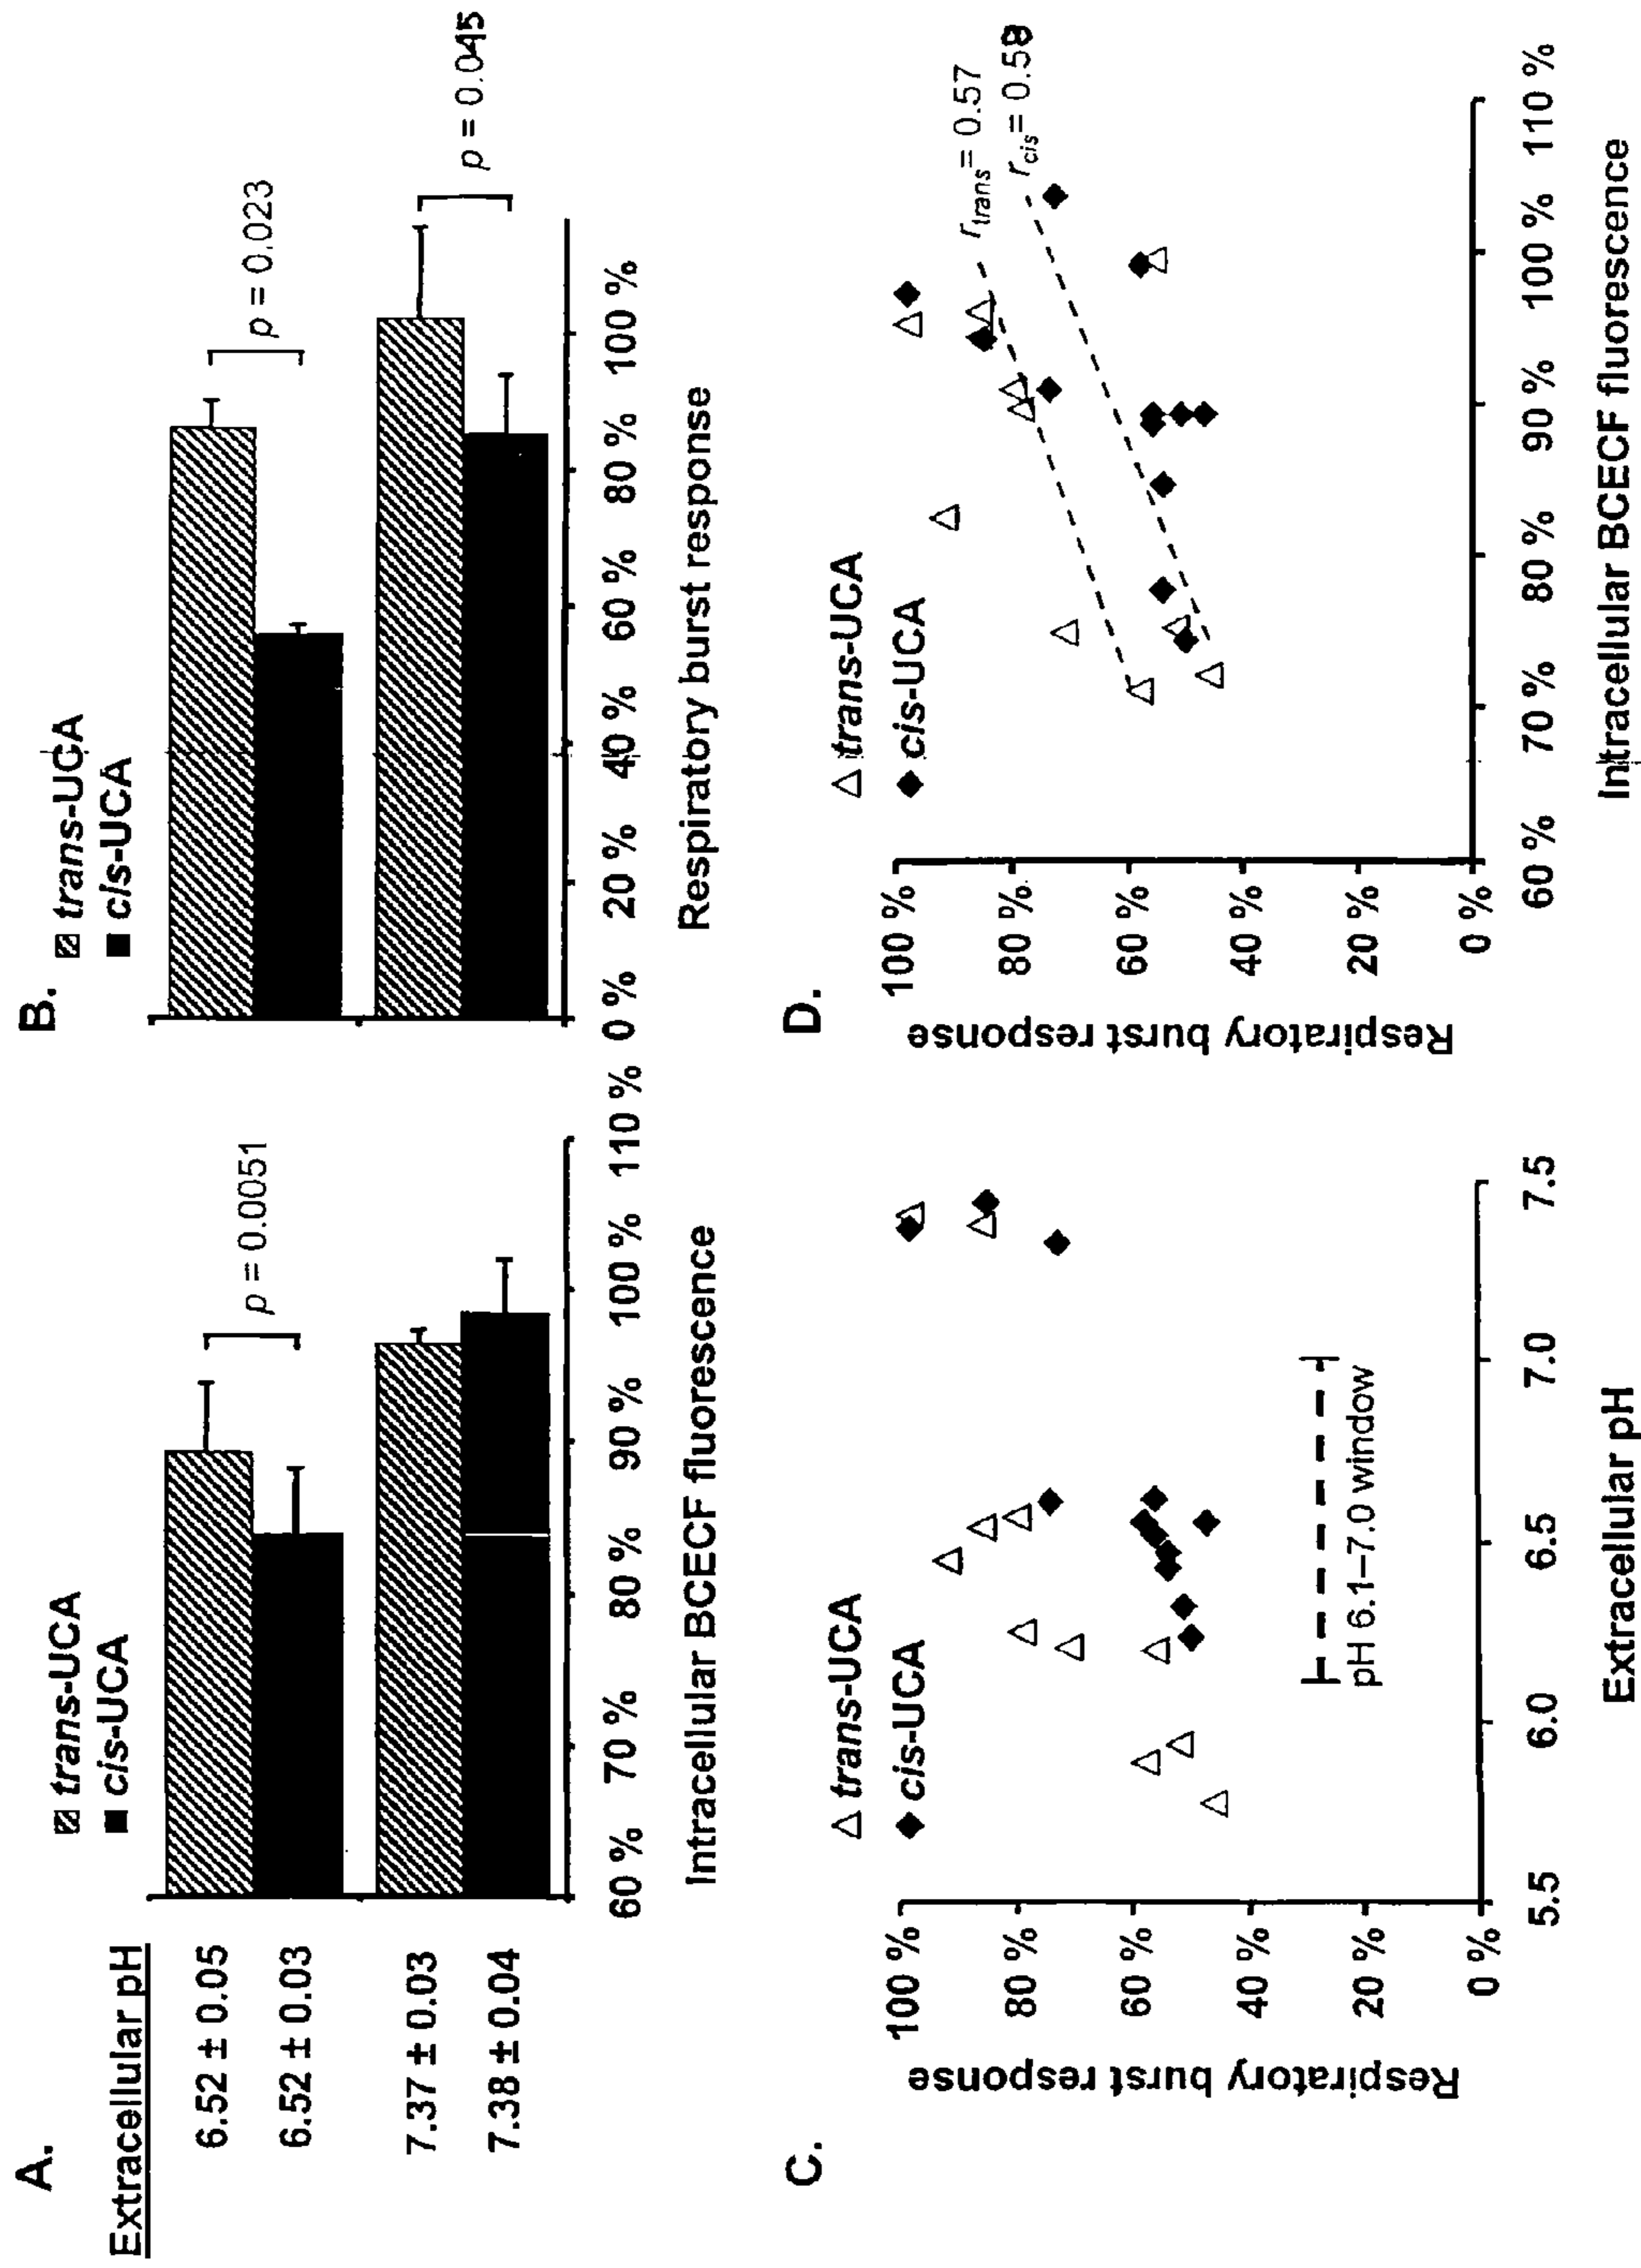 A.
Extracellular pH
6.52 ± 0.05
6.52 ± 0.03
7.37 ± 0.03
7.38 ± 0.04
trans-UCA
cis-UCA
p = 0.0051
60 % 70 % 80 % 90 % 100 % 110 %
Intracellular BCECF fluorescence
B.
trans-UCA
cis-UCA
p = 0.023
p = 0.045
0 % 20 % 40 % 60 % 80 % 100 %
Respiratory burst response
C.
trans-UCA
cis-UCA
Respiratory burst response
100 %
80 %
60 %
40 %
20 %
0 %
pH 6.1–7.0 window
5.5 6.0 6.5 7.0 7.5
Extracellular pH
D.
trans-UCA
cis-UCA
rtrans= 0.57
rcis=
Respiratory burst response
100 %
80 %
60 %
40 %
20 %
0 %
60 % 70 % 80 % 90 % 100 % 110 %
Intracellular BCECF fluorescence